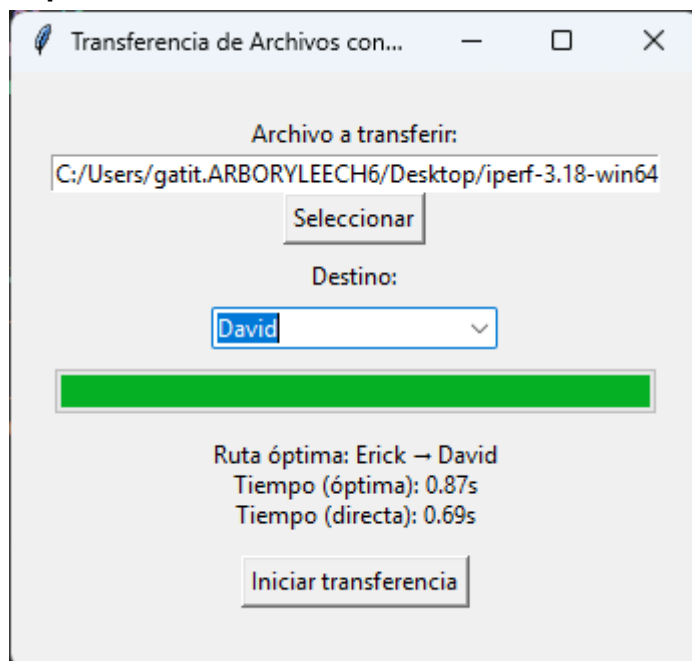 Transferencia de Archivos con...
Archivo a transferir:
C:/Users/gatit.ARBORYLEECH6/Desktop/iperf-3.18-win64
Seleccionar
Destino:
David
Ruta óptima: Erick → David
Tiempo (óptima): 0.87s
Tiempo (directa): 0.69s
Iniciar transferencia